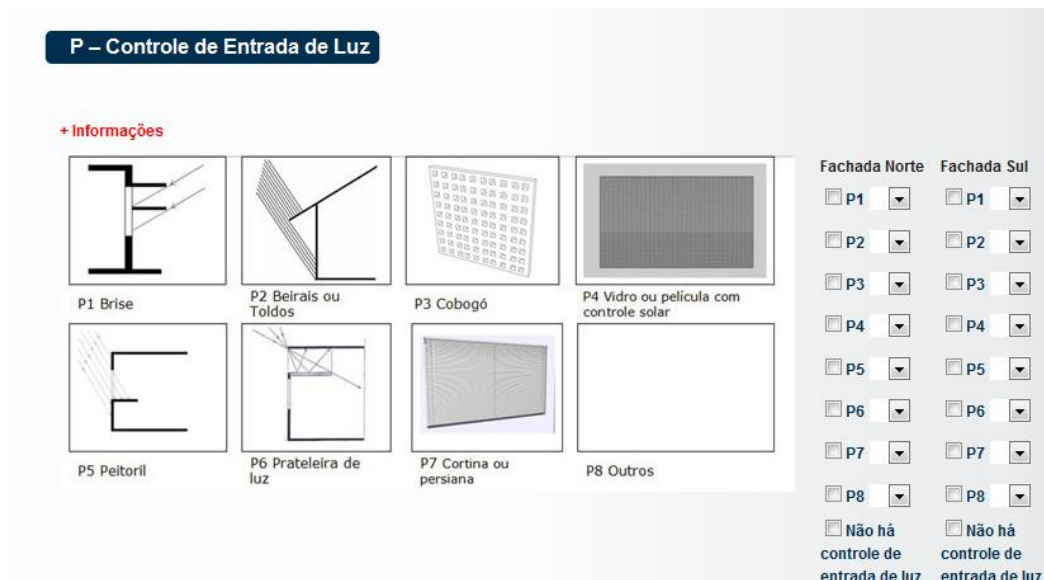 P – Controle de Entrada de Luz
+ Informações
P1 Brise
P2 Beirais ou
Toldos
P3 Cobogó
P4 Vidro ou película com
controle solar
P5 Peitoril
P6 Prateleira de
luz
P7 Cortina ou
persiana
P8 Outros
Fachada Norte Fachada Sul
P1 P1
P2 P2
P3 P3
P4 P4
P5 P5
P6 P6
P7 P7
P8 P8
Não há Não há
controle de controle de
entrada de luz entrada de luz